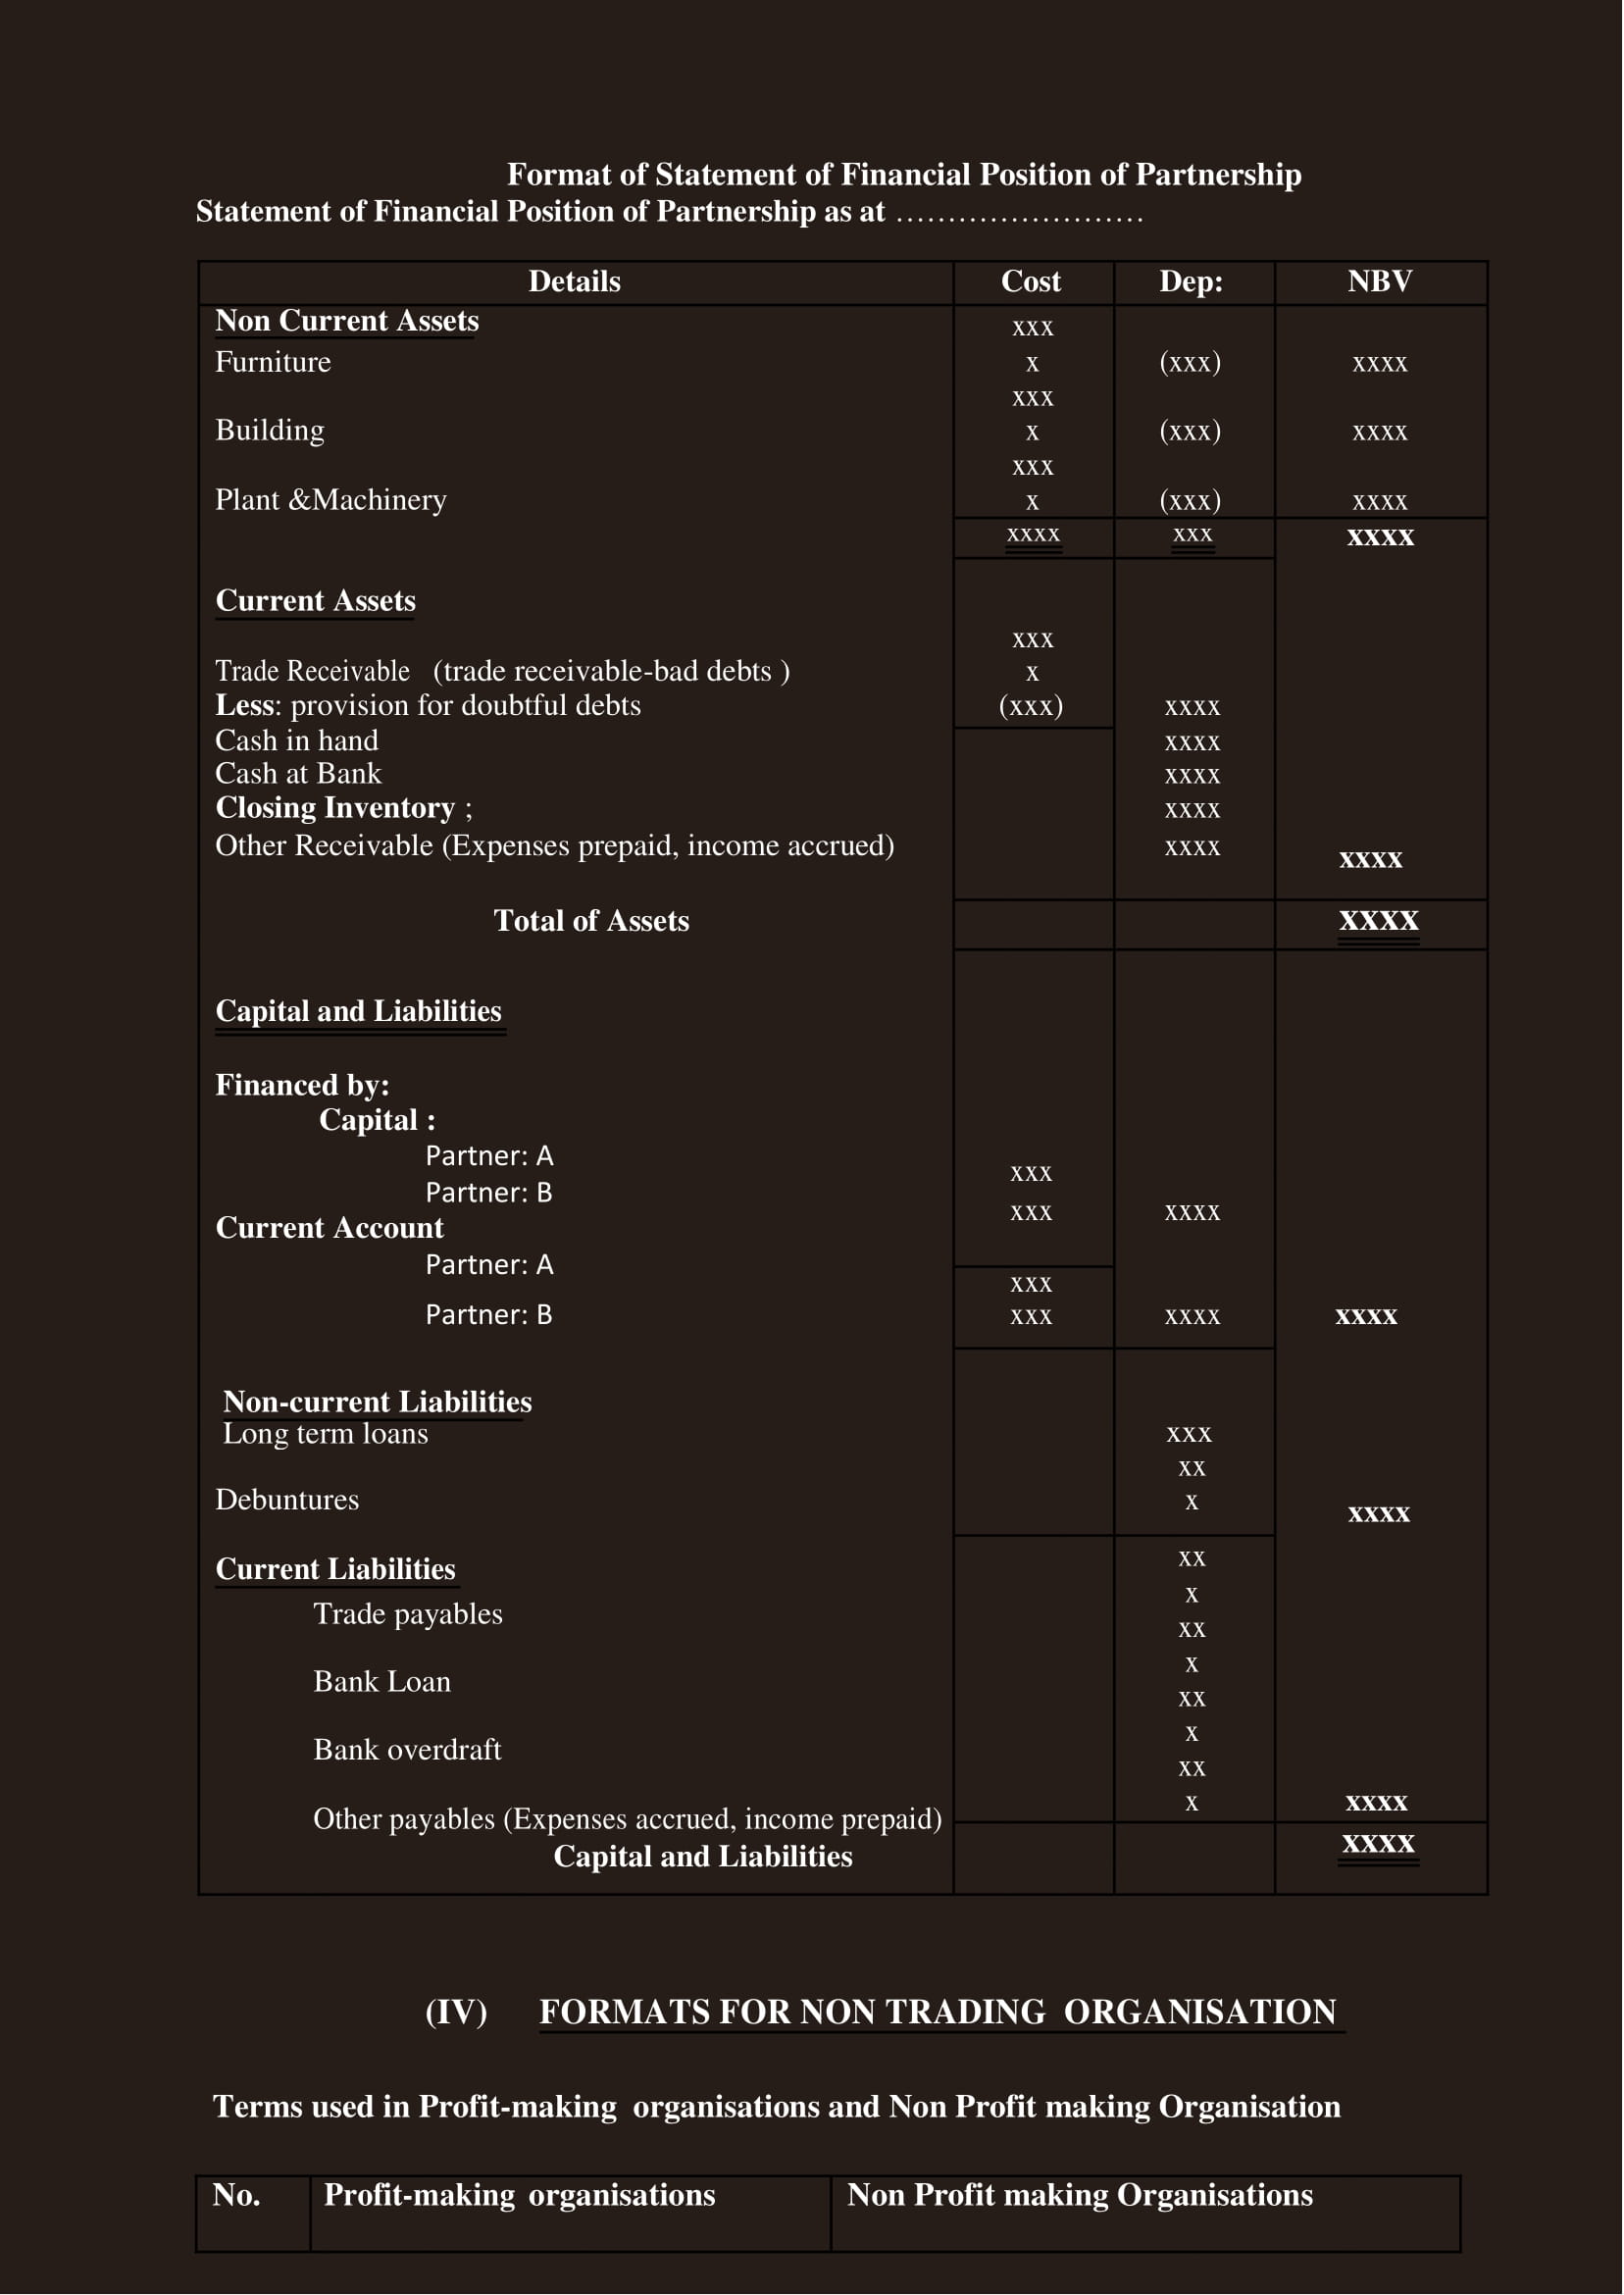 Format of Statement of Financial Position of Partnership
Statement of Financial Position of Partnership as at ……………………
Details Cost Dep: NBV
Non Current Assets xxx
Furniture x (xxx) xxxx
xxx
Building x (xxx) xxxx
xxx
Plant &Machinery x (xxx) xxxx
xxxx xxx xxxx
Current Assets
xxx
Trade Receivable (trade receivable-bad debts ) x
Less: provision for doubtful debts (xxx) xxxx
Cash in hand xxxx
Cash at Bank xxxx
Closing Inventory ; xxxx
Other Receivable (Expenses prepaid, income accrued) xxxx xxxx
Total of Assets xxxx
Capital and Liabilities
Financed by:
Capital :
Partner: A xxx
Partner: B
xxx xxxx
Current Account
Partner: A
xxx
Partner: B xxx xxxx xxxx
Non-current Liabilities
Long term loans xxx
xx
Debuntures x xxxx
xx
Current Liabilities
x
Trade payables
xx
x
Bank Loan
xx
x
Bank overdraft
xx
x xxxx
Other payables (Expenses accrued, income prepaid)
Capital and Liabilities xxxx
(IV) FORMATS FOR NON TRADING ORGANISATION
Terms used in Profit-making organisations and Non Profit making Organisation
No. Profit-making organisations Non Profit making Organisations